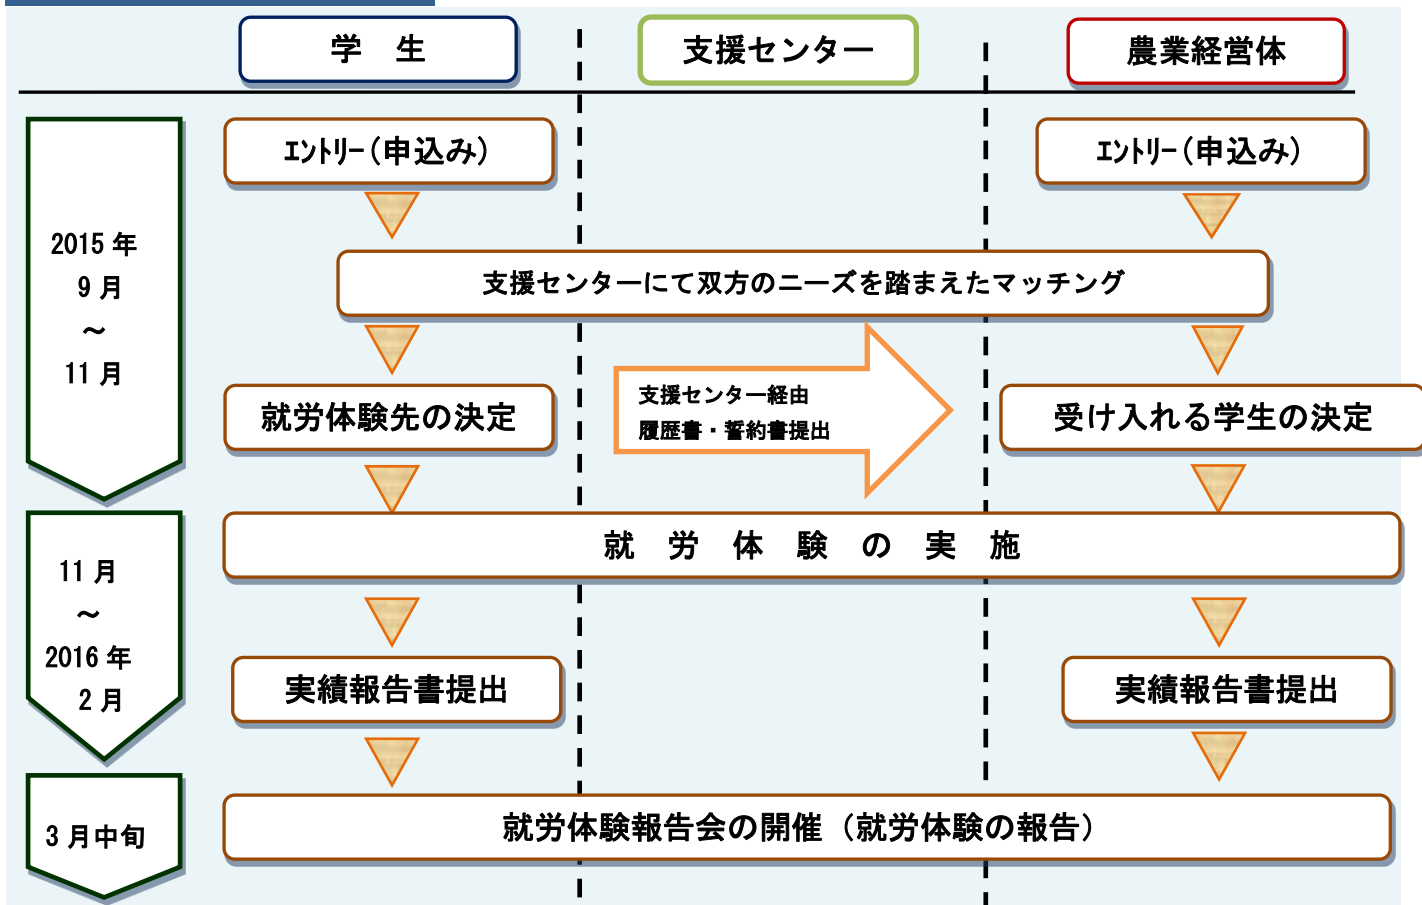 学　生
支援センター
農業経営体
2015 年
9 月
～
11 月
ｴﾝﾄﾘｰ（申込み）
ｴﾝﾄﾘｰ（申込み）
支援センターにて双方のニーズを踏まえたマッチング
就労体験先の決定
支援センター経由
履歴書・誓約書提出
受け入れる学生の決定
11 月
～
2016 年
2 月
就　労　体　験　の　実　施
実績報告書提出
実績報告書提出
3 月中旬
就労体験報告会の開催（就労体験の報告）